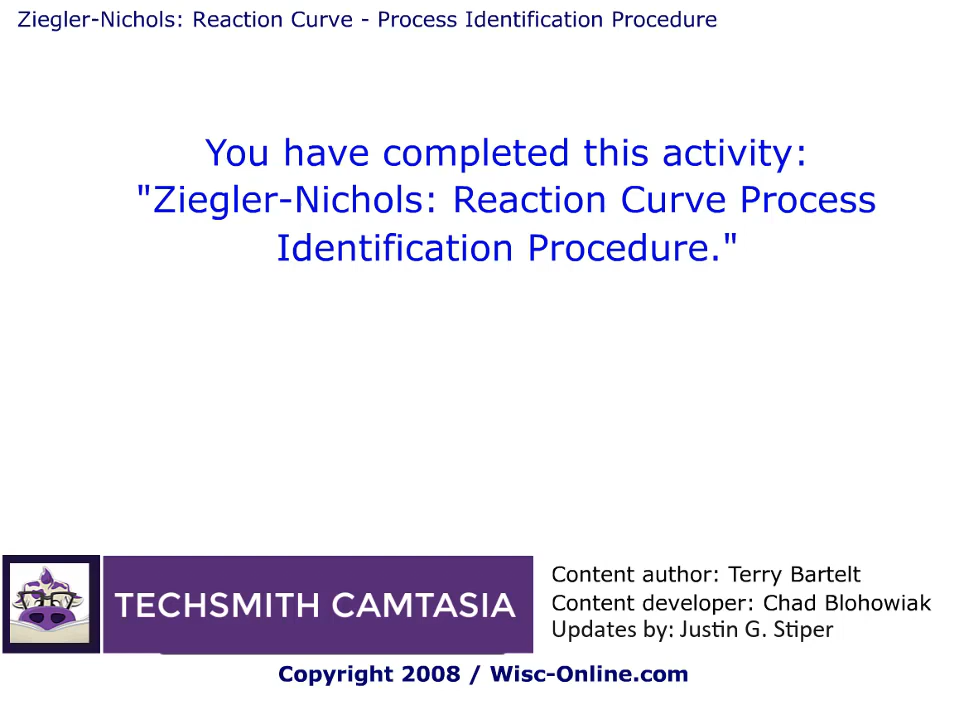 Ziegler-Nichols: Reaction Curve - Process Identification Procedure
You have completed this activity:
"Ziegler-Nichols: Reaction Curve Process
Identification Procedure."
TECHSMITH CAMTASIA
Content author: Terry Bartelt
Content developer: Chad Blohowiak
Updates by: Justin G. Stiper
Copyright 2008 / Wisc-Online.com